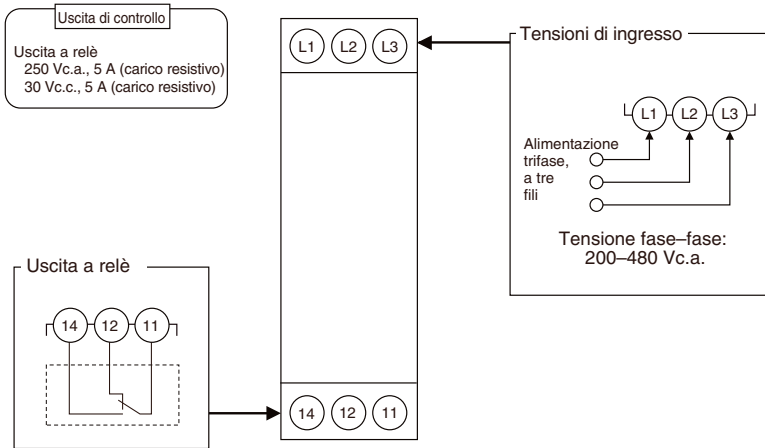 Uscita di controllo
Uscita a relè
250 Vc.a., 5 A (carico resistivo)
30 Vc.c., 5 A (carico resistivo)
L1 L2 L3
Tensioni di ingresso
L1 L2 L3
Alimentazione
trifase,
a tre
fili
Tensione fase–fase:
200–480 Vc.a.
Uscita a relè
14 12 11
14 12 11